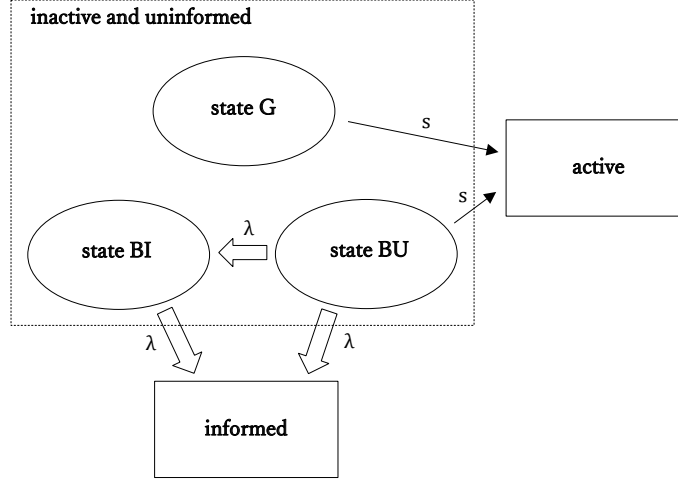 inactive and uninformed
state G
s
active
s
state BI
λ
state BU
λ
λ
informed